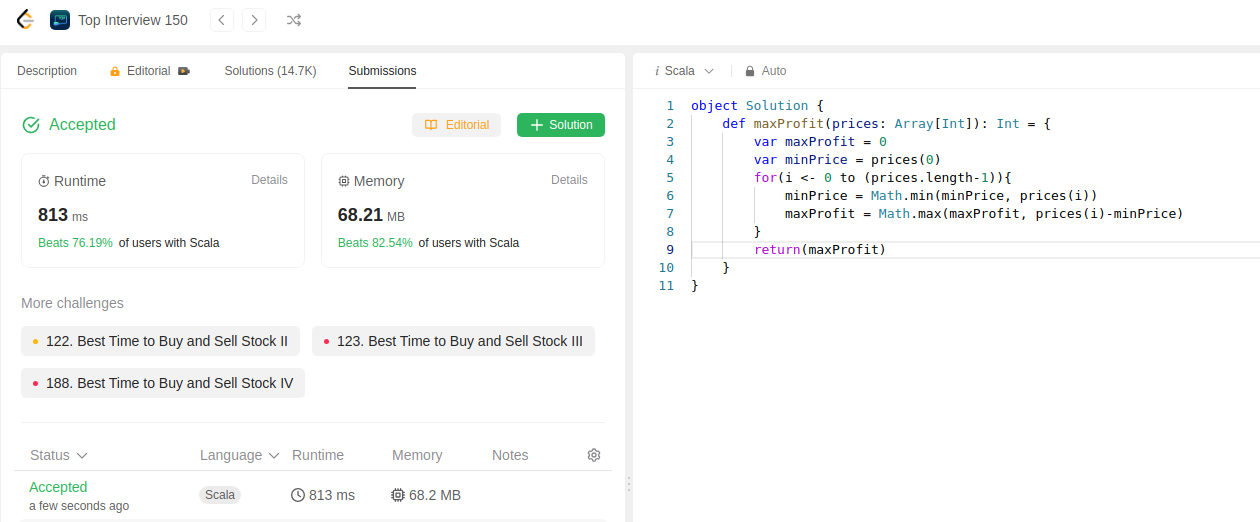 Top Interview 150
Description Editorial Solutions (14.7K) Submissions
Accepted Editorial Solution
Runtime Details
813 ms
Beats 76.19% of users with Scala
Memory Details
68.21 MB
Beats 82.54% of users with Scala
More challenges
122. Best Time to Buy and Sell Stock II
123. Best Time to Buy and Sell Stock III
188. Best Time to Buy and Sell Stock IV
Status Language Runtime Memory Notes
Accepted Scala 813 ms 68.2 MB
a few seconds ago
i Scala Auto
1 object Solution {
2     def maxProfit(prices: Array[Int]): Int = {
3         var maxProfit = 0
4         var minPrice = prices(0)
5         for(i <- 0 to (prices.length-1)){
6             minPrice = Math.min(minPrice, prices(i))
7             maxProfit = Math.max(maxProfit, prices(i)-minPrice)
8         }
9         return(maxProfit)
10     }
11 }